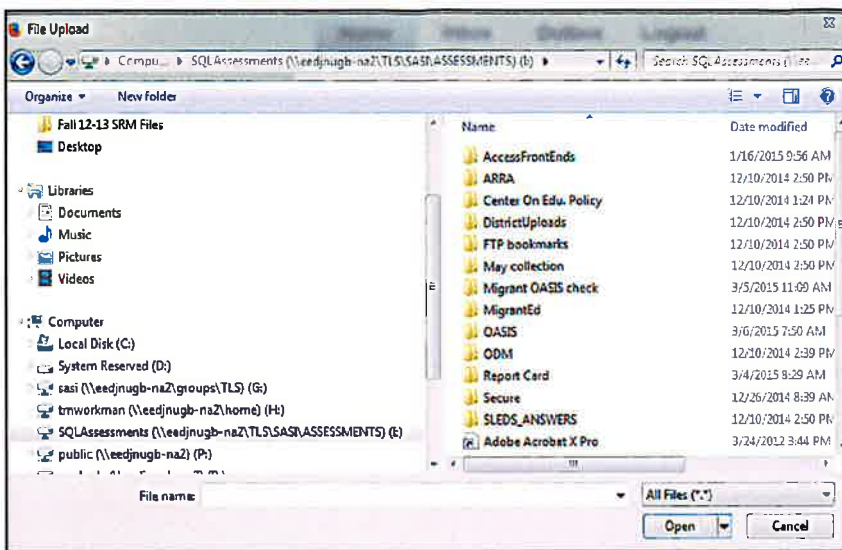 File Upload
Compu... ▸ SQLAssessments (\\eedjnugb-na2\TLS\SASI\ASSESSMENTS) (I:) ▸
Search SQLAssessments (\\ee...
Organize
New folder
Fall 12-13 SRM Files
Desktop
Libraries
Documents
Music
Pictures
Videos
Computer
Local Disk (C:)
System Reserved (D:)
sasi (\\eedjnugb-na2\groups\TLS) (G:)
tmworkman (\\eedjnugb-na2\home) (H:)
SQLAssessments (\\eedjnugb-na2\TLS\SASI\ASSESSMENTS) (I:)
public (\\eedjnugb-na2) (P:)
Name Date modified
AccessFrontEnds 1/16/2015 9:56 AM
ARRA 12/10/2014 2:50 PM
Center On Edu. Policy 12/10/2014 1:24 PM
DistrictUploads 12/10/2014 2:50 PM
FTP bookmarks 12/10/2014 2:50 PM
May collection 12/10/2014 2:50 PM
Migrant OASIS check 3/5/2015 11:09 AM
MigrantEd 12/10/2014 1:25 PM
OASIS 3/6/2015 7:50 AM
ODM 12/10/2014 2:39 PM
Report Card 3/4/2015 8:29 AM
Secure 12/26/2014 8:39 AM
SLEDS_ANSWERS 12/10/2014 2:50 PM
Adobe Acrobat X Pro 3/24/2012 3:44 PM
File name:
All Files (*.*)
Open
Cancel